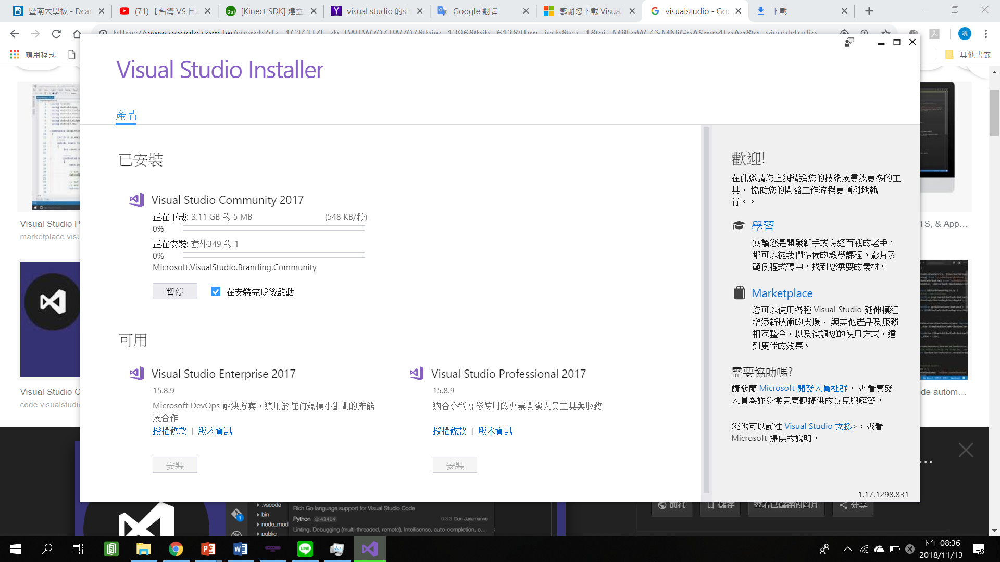 暨南大學板 - Dcar
(71) 【台灣 VS 日本
[Kinect SDK] 建立
visual studio 的sln
Google 翻譯
感謝您下載 Visual
visualstudio - Goo
下載
應用程式
其他書籤
Visual Studio Installer
產品
已安裝
Visual Studio Community 2017
正在下載: 3.11 GB 的 5 MB (548 KB/秒)
0%
正在安裝: 套件349 的 1
0%
Microsoft.VisualStudio.Branding.Community
暫停
在安裝完成後啟動
可用
Visual Studio Enterprise 2017
15.8.9
Microsoft DevOps 解決方案，適用於任何規模小組間的產能
及合作
授權條款 | 版本資訊
安裝
Visual Studio Professional 2017
15.8.9
適合小型團隊使用的專業開發人員工具與服務
授權條款 | 版本資訊
安裝
歡迎!
在此邀請您上網精進您的技能及尋找更多的工
具， 協助您的開發工作流程更順利地執
行。。
學習
無論您是開發新手或身經百戰的老手，
都可以從我們準備的教學課程、影片及
範例程式碼中，找到您需要的素材。
Marketplace
您可以使用各種 Visual Studio 延伸模組
增添新技術的支援、 與其他產品及服務
相互整合，以及微調您的使用方式，達
到更佳的效果。
需要協助嗎?
請參閱 Microsoft 開發人員社群， 查看開發
人員為許多常見問題提供的意見與解答。
您也可以前往 Visual Studio 支援>，查看
Microsoft 提供的說明。
1.17.1298.831
Visual Studio P
marketplace.visu
Visual Studio C
code.visualstudio
TS, & App...
de autom...
.vscode
bin
node_mod
public
Rich Go language support for Visual Studio Code
Python 43414 0.3.3 Don Jayamanne
Linting, Debugging (multi-threaded, remote), Intellisense, auto-completion, c...
前往
儲存
查看已儲存的圖片
分享
下午 08:36
2018/11/13